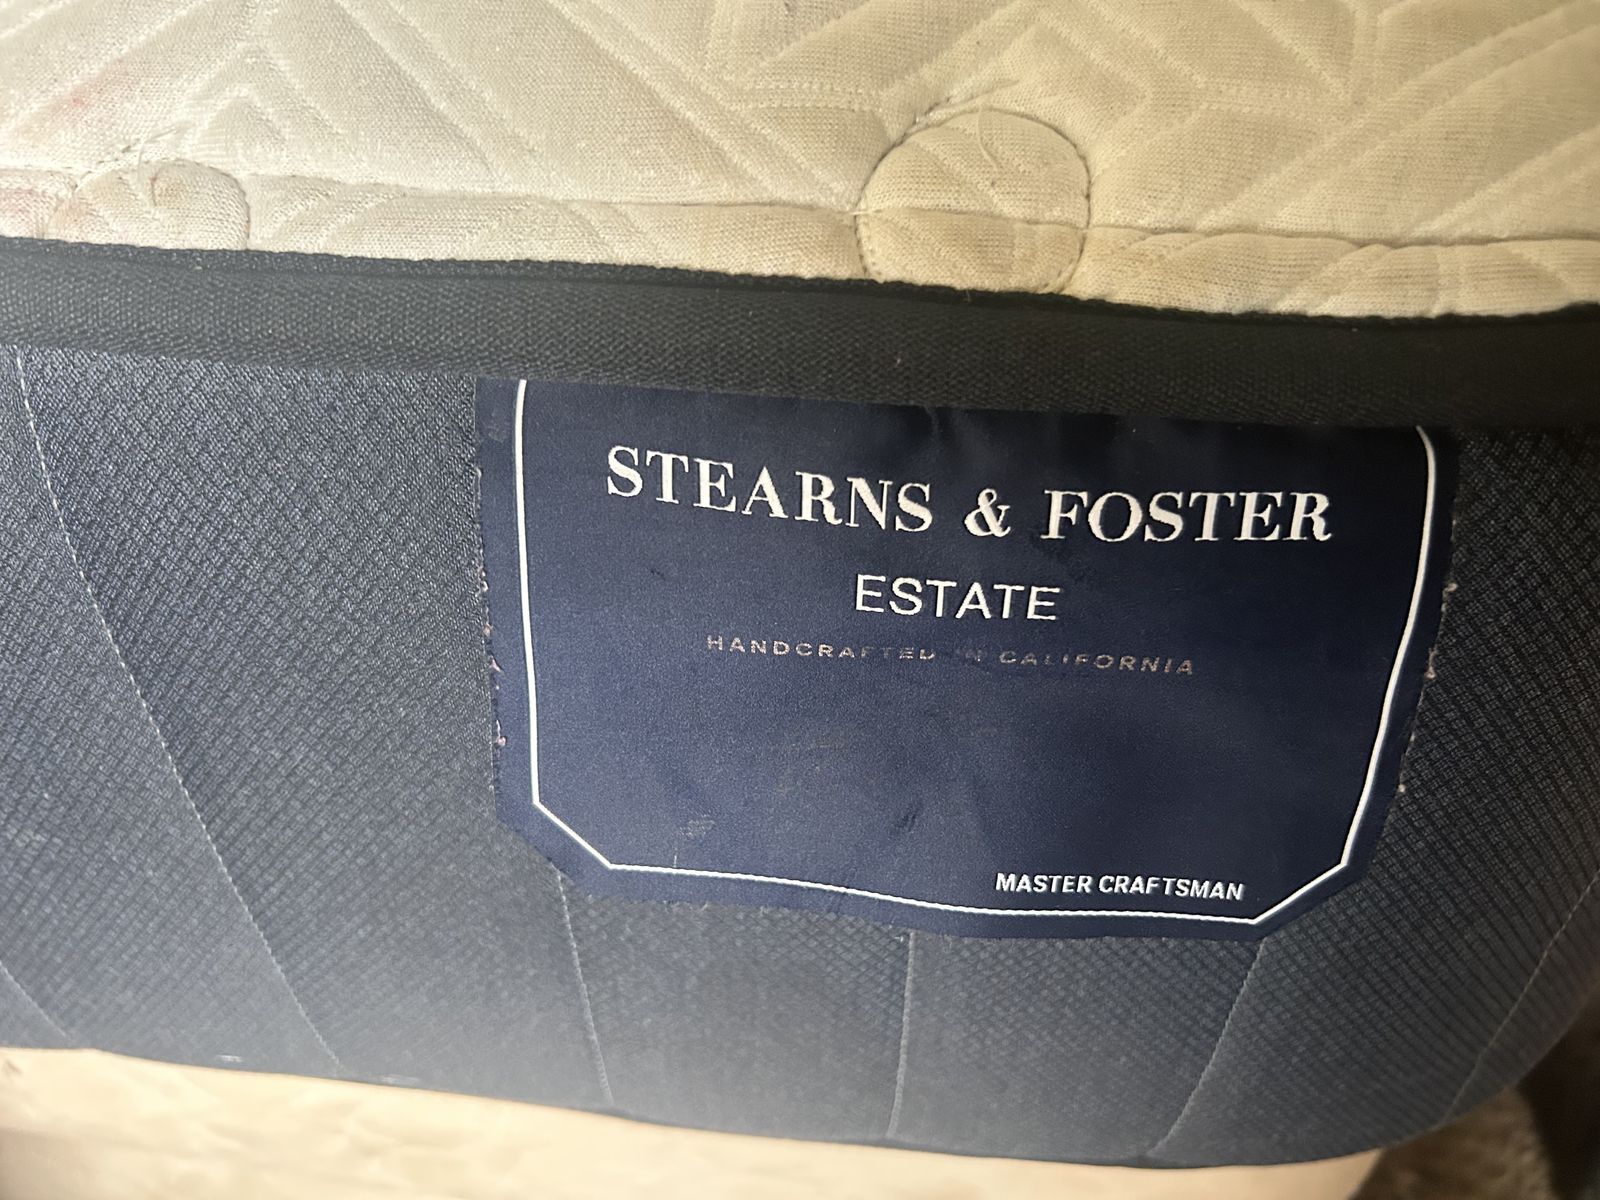 STEARNS & FOSTER
ESTATE
HANDCRAFTED IN CALIFORNIA
MASTER CRAFTSMAN